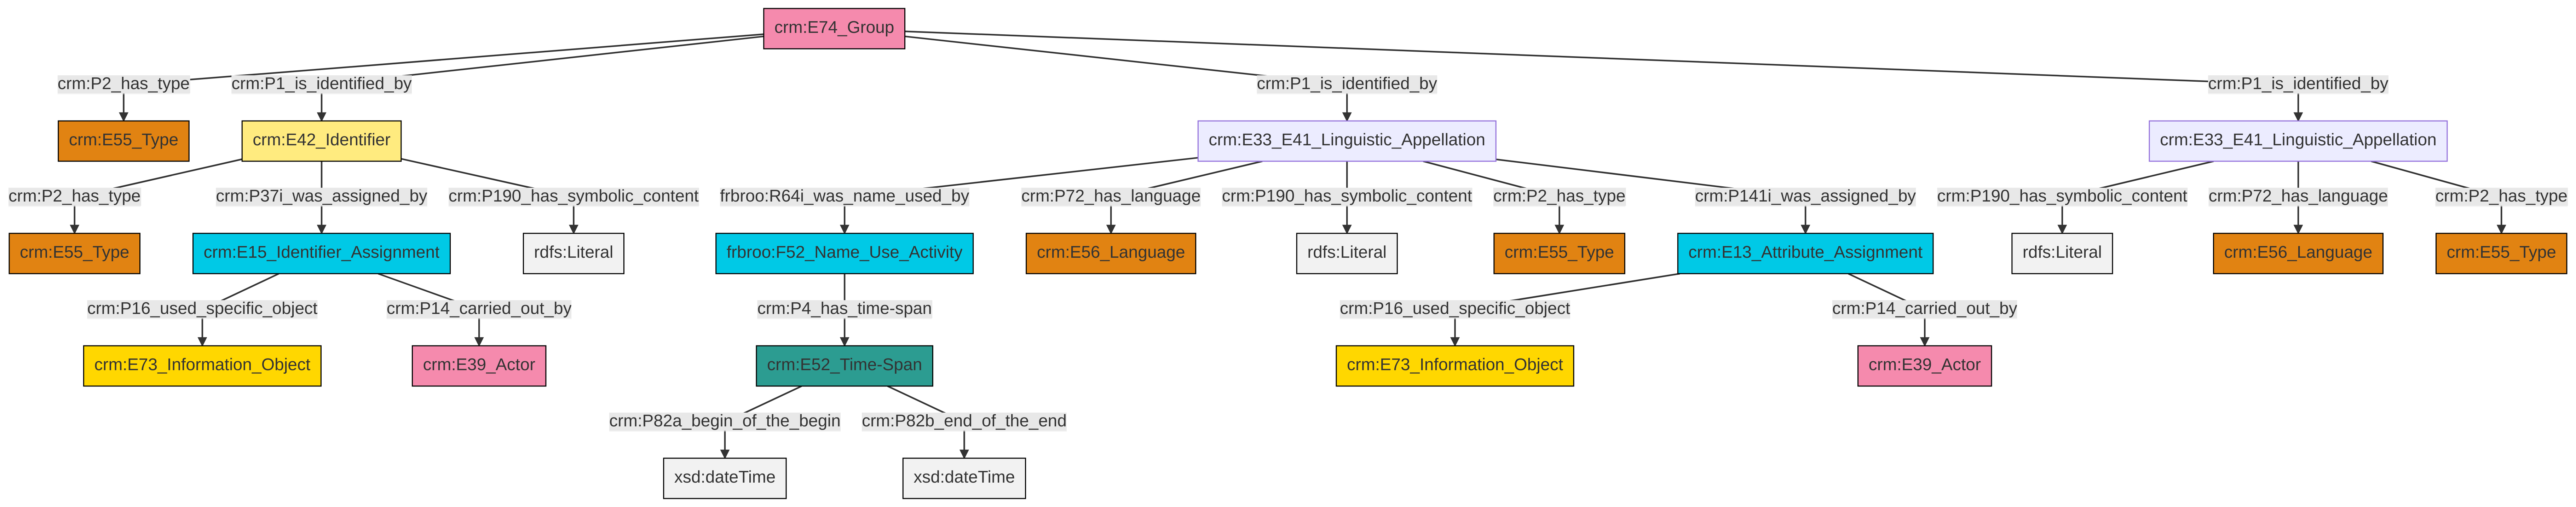 crm:E74_Group
crm:P2_has_type
crm:P1_is_identified_by
crm:P1_is_identified_by
crm:P1_is_identified_by
crm:E55_Type
crm:E42_Identifier
crm:E33_E41_Linguistic_Appellation
crm:E33_E41_Linguistic_Appellation
crm:P2_has_type
crm:P37i_was_assigned_by
crm:P190_has_symbolic_content
frbroo:R64i_was_name_used_by
crm:P72_has_language
crm:P190_has_symbolic_content
crm:P2_has_type
crm:P141i_was_assigned_by
crm:P190_has_symbolic_content
crm:P72_has_language
crm:P2_has_type
crm:E55_Type
crm:E15_Identifier_Assignment
rdfs:Literal
frbroo:F52_Name_Use_Activity
crm:E56_Language
rdfs:Literal
crm:E55_Type
crm:E13_Attribute_Assignment
rdfs:Literal
crm:E56_Language
crm:E55_Type
crm:P16_used_specific_object
crm:P14_carried_out_by
crm:P4_has_time-span
crm:P16_used_specific_object
crm:P14_carried_out_by
crm:E73_Information_Object
crm:E39_Actor
crm:E52_Time-Span
crm:E73_Information_Object
crm:E39_Actor
crm:P82a_begin_of_the_begin
crm:P82b_end_of_the_end
xsd:dateTime
xsd:dateTime